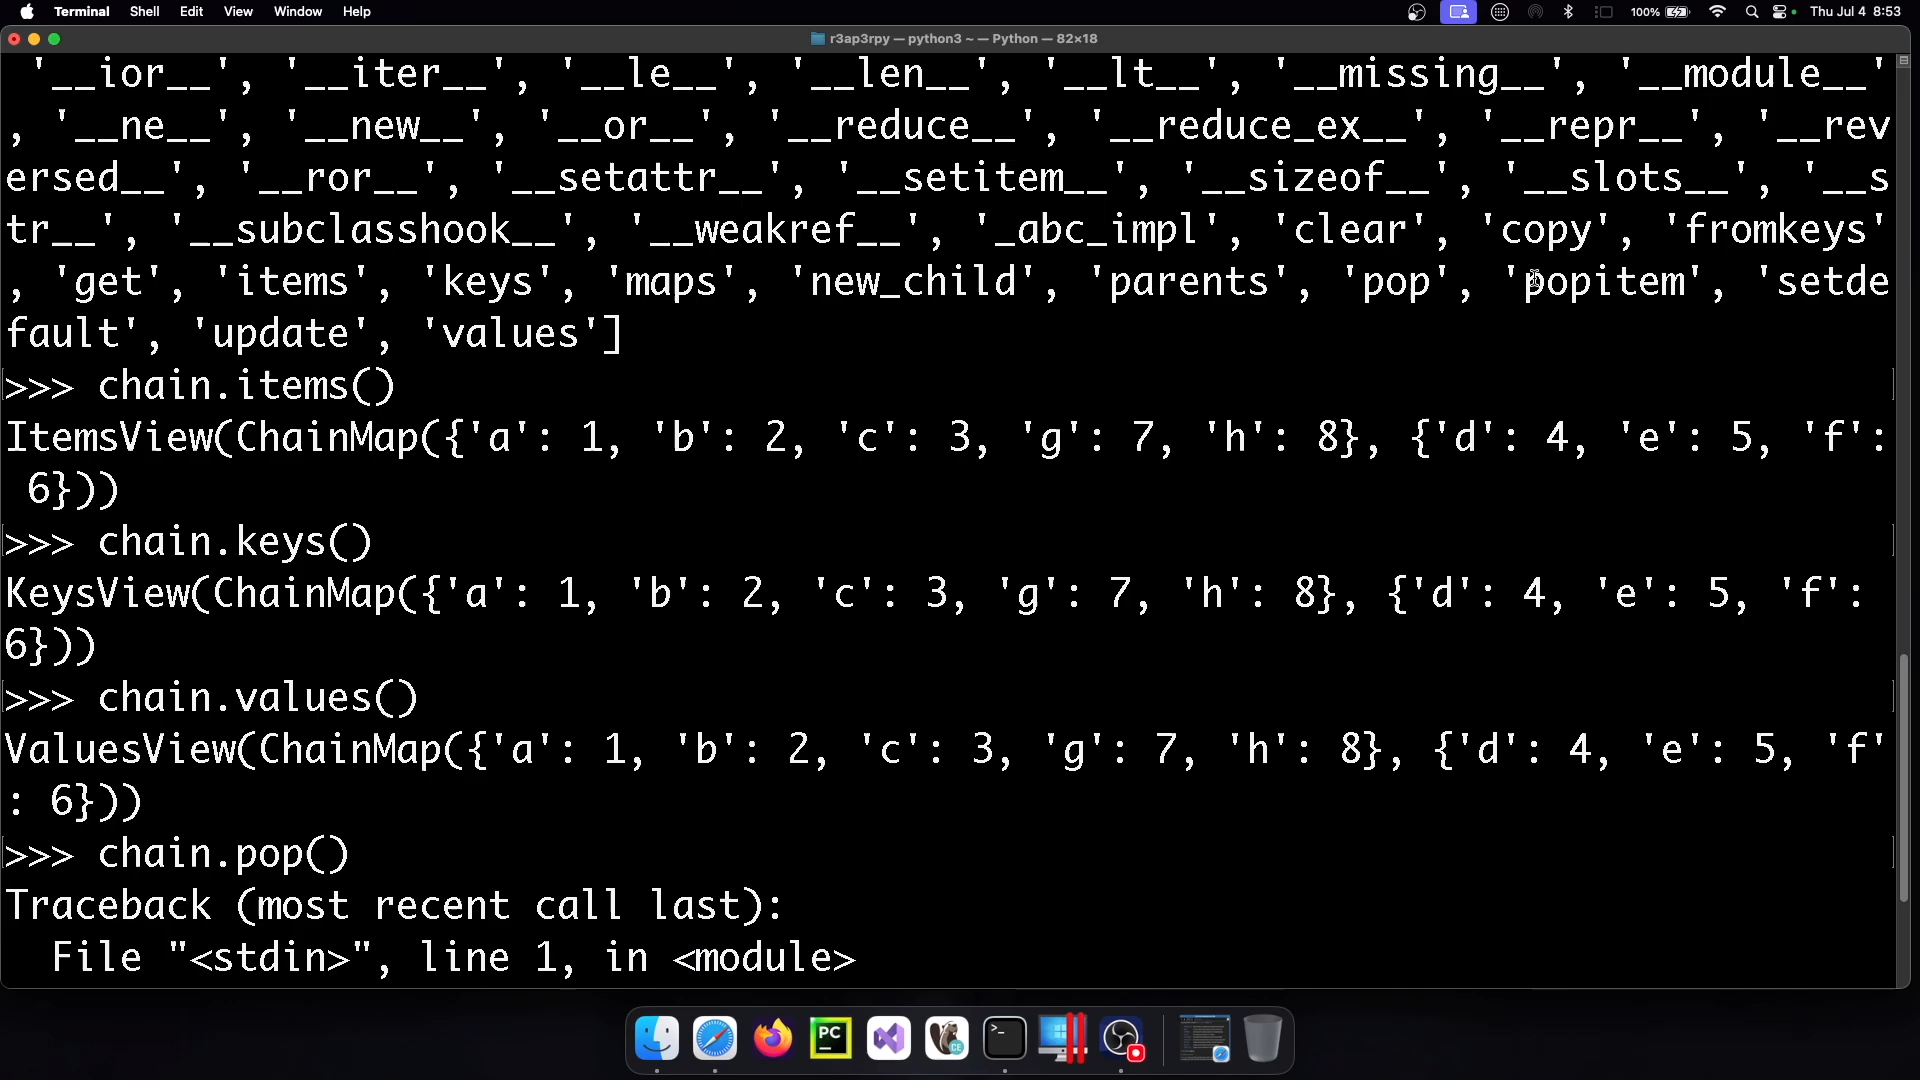 Terminal Shell Edit View Window Help 100% Thu Jul 4 8:53
r3ap3rpy — python3 ~ — Python — 82×18
'__ior__', '__iter__', '__le__', '__len__', '__lt__', '__missing__', '__module__'
, '__ne__', '__new__', '__or__', '__reduce__', '__reduce_ex__', '__repr__', '__rev
ersed__', '__ror__', '__setattr__', '__setitem__', '__sizeof__', '__slots__', '__s
tr__', '__subclasshook__', '__weakref__', '_abc_impl', 'clear', 'copy', 'fromkeys'
, 'get', 'items', 'keys', 'maps', 'new_child', 'parents', 'pop', 'popitem', 'setde
fault', 'update', 'values']
>>> chain.items()
ItemsView(ChainMap({'a': 1, 'b': 2, 'c': 3, 'g': 7, 'h': 8}, {'d': 4, 'e': 5, 'f':
 6}))
>>> chain.keys()
KeysView(ChainMap({'a': 1, 'b': 2, 'c': 3, 'g': 7, 'h': 8}, {'d': 4, 'e': 5, 'f':
6}))
>>> chain.values()
ValuesView(ChainMap({'a': 1, 'b': 2, 'c': 3, 'g': 7, 'h': 8}, {'d': 4, 'e': 5, 'f'
: 6}))
>>> chain.pop()
Traceback (most recent call last):
  File "<stdin>", line 1, in <module>
PC CE